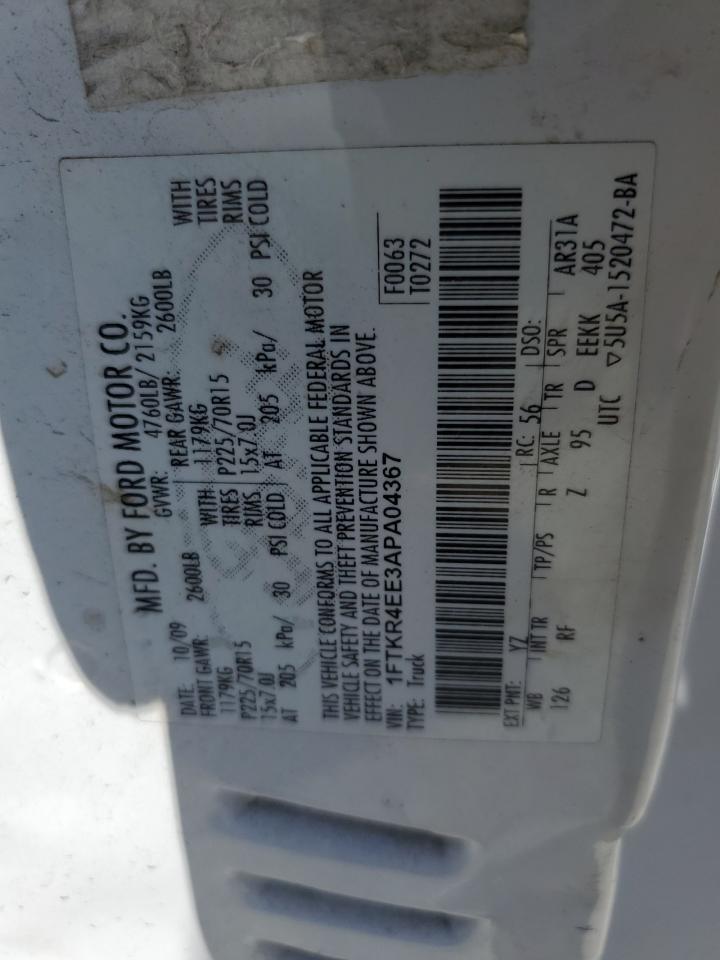 MFD. BY FORD MOTOR CO.
DATE: 10/09 GVWR: 4760LB/ 2159KG
FRONT GAWR: 2600LB REAR GAWR: 2600LB
1179KG WITH 1179KG WITH
P225/70R15 TIRES P225/70R15 TIRES
15x7.0J RIMS 15x7.0J RIMS
AT 205 kPa/ 30 PSI COLD AT 205 kPa/ 30 PSI COLD
THIS VEHICLE CONFORMS TO ALL APPLICABLE FEDERAL MOTOR
VEHICLE SAFETY AND THEFT PREVENTION STANDARDS IN
EFFECT ON THE DATE OF MANUFACTURE SHOWN ABOVE.
VIN: 1FTKR4EE3APA04367 F0063
TYPE: Truck T0272
EXT PNT: YZ RC: 56 DSO:
WB INT TR TP/PS R AXLE TR SPR AR31A
126 RF Z 95 D EEKK 405
UTC ▽5U5A-1520472-BA